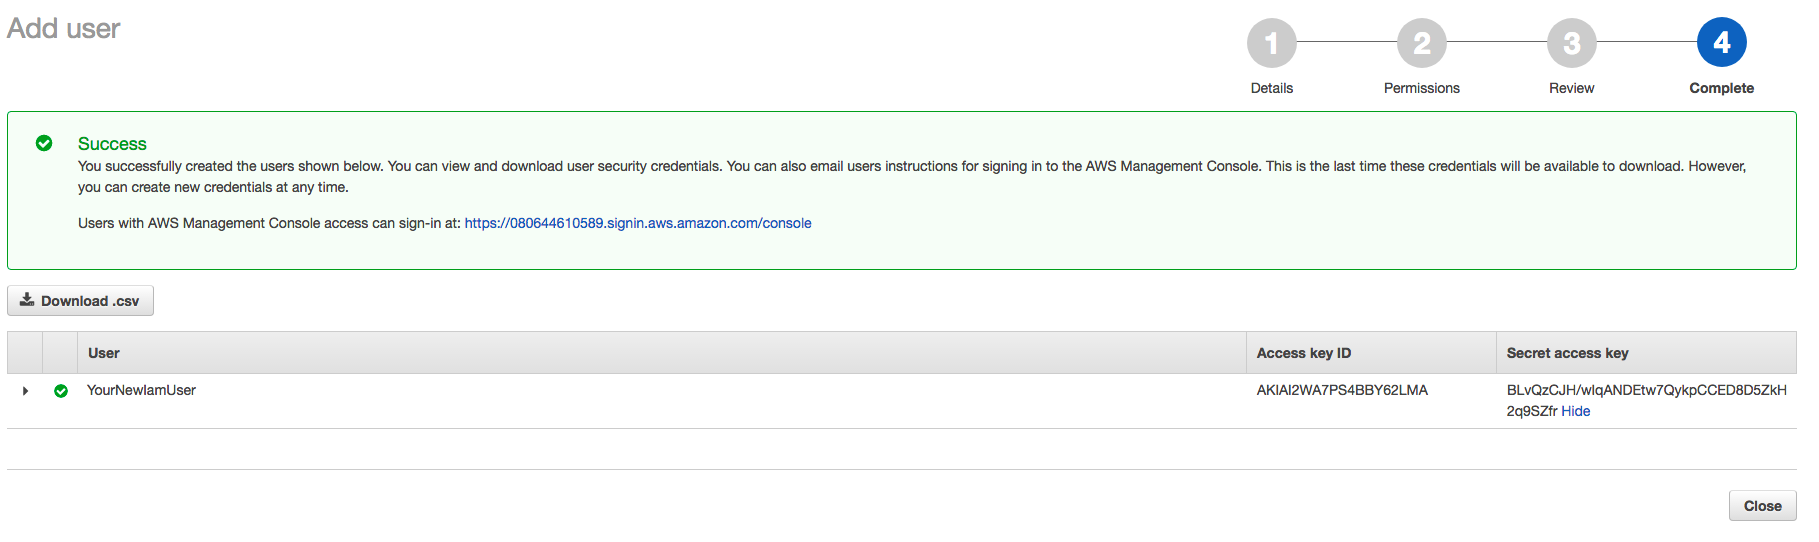 Add user
1 2 3 4
Details Permissions Review Complete
Success
You successfully created the users shown below. You can view and download user security credentials. You can also email users instructions for signing in to the AWS Management Console. This is the last time these credentials will be available to download. However,
you can create new credentials at any time.
Users with AWS Management Console access can sign-in at: https://080644610589.signin.aws.amazon.com/console
Download .csv
User Access key ID Secret access key
YourNewIamUser AKIAI2WA7PS4BBY62LMA BLvQzCJH/wIqANDEtw7QykpCCED8D5ZkH
2q9SZfr Hide
Close